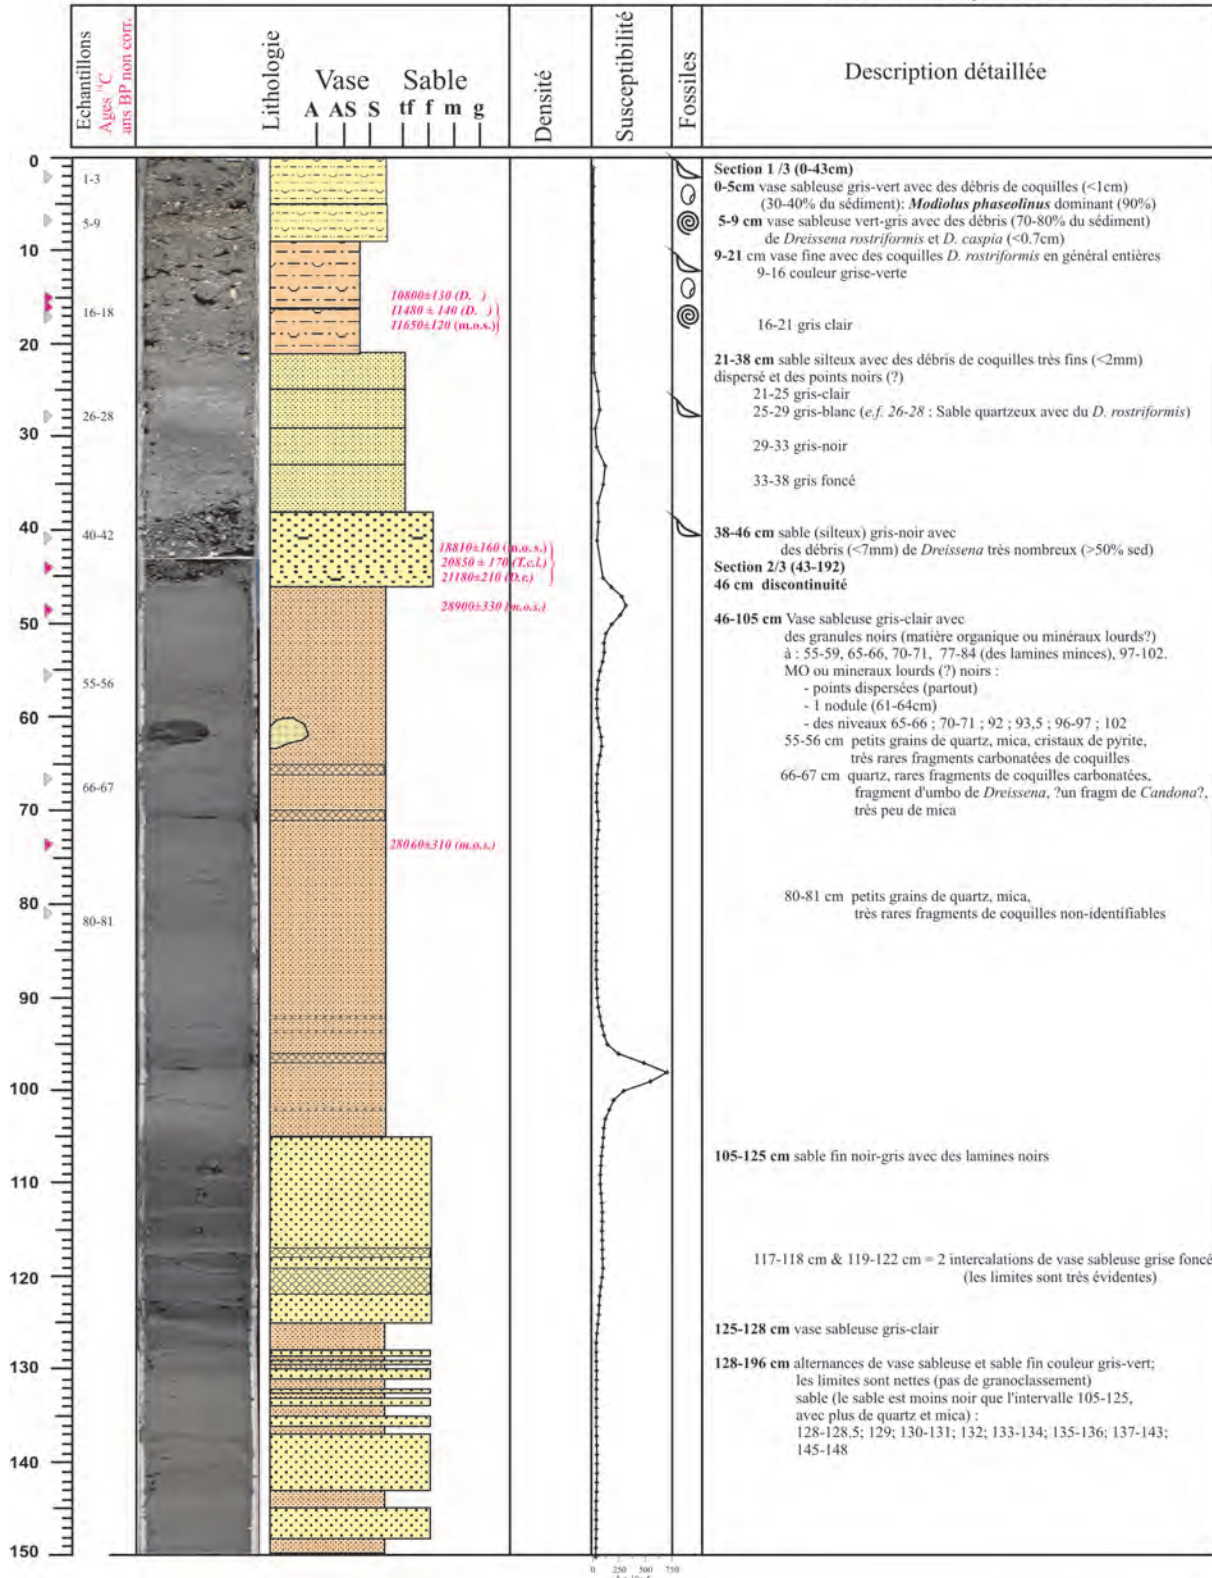 Echantillons
Ages ¹⁴C
ans BP non corr.
Lithologie
Vase
Sable
A AS S tf f m g
Densité
Susceptibilité
Fossiles
Description détaillée
0
10
20
30
40
50
60
70
80
90
100
110
120
130
140
150
1-3
5-9
16-18
26-28
40-42
55-56
66-67
80-81
10800±130 (D. )
11480 ± 140 (D. )
11650±120 (m.o.s.)
18810±160 (m.o.s.)
20850 ± 170 (T.c.l.)
21180±210 (D.r.)
28900±330 (m.o.s.)
28060±310 (m.o.s.)
Section 1 /3 (0-43cm)
0-5cm vase sableuse gris-vert avec des débris de coquilles (<1cm)
(30-40% du sédiment): Modiolus phaseolinus dominant (90%)
5-9 cm vase sableuse vert-gris avec des débris (70-80% du sédiment)
de Dreissena rostriformis et D. caspia (<0.7cm)
9-21 cm vase fine avec des coquilles D. rostriformis en général entières
9-16 couleur grise-verte
16-21 gris clair
21-38 cm sable silteux avec des débris de coquilles très fins (<2mm)
dispersé et des points noirs (?)
21-25 gris-clair
25-29 gris-blanc (e.f. 26-28 : Sable quartzeux avec du D. rostriformis)
29-33 gris-noir
33-38 gris foncé
38-46 cm sable (silteux) gris-noir avec
des débris (<7mm) de Dreissena très nombreux (>50% sed)
Section 2/3 (43-192)
46 cm discontinuité
46-105 cm Vase sableuse gris-clair avec
des granules noirs (matière organique ou minéraux lourds?)
à : 55-59, 65-66, 70-71, 77-84 (des lamines minces), 97-102.
MO ou mineraux lourds (?) noirs :
- points dispersées (partout)
- 1 nodule (61-64cm)
- des niveaux 65-66 ; 70-71 ; 92 ; 93,5 ; 96-97 ; 102
55-56 cm petits grains de quartz, mica, cristaux de pyrite,
très rares fragments carbonatées de coquilles
66-67 cm quartz, rares fragments de coquilles carbonatées,
fragment d'umbo de Dreissena, ?un fragm de Candona?,
très peu de mica
80-81 cm petits grains de quartz, mica,
très rares fragments de coquilles non-identifiables
105-125 cm sable fin noir-gris avec des lamines noirs
117-118 cm & 119-122 cm = 2 intercalations de vase sableuse grise foncé
(les limites sont très évidentes)
125-128 cm vase sableuse gris-clair
128-196 cm alternances de vase sableuse et sable fin couleur gris-vert;
les limites sont nettes (pas de granoclassement)
sable (le sable est moins noir que l'intervalle 105-125,
avec plus de quartz et mica) :
128-128,5; 129; 130-131; 132; 133-134; 135-136; 137-143;
145-148
0 250 500 750